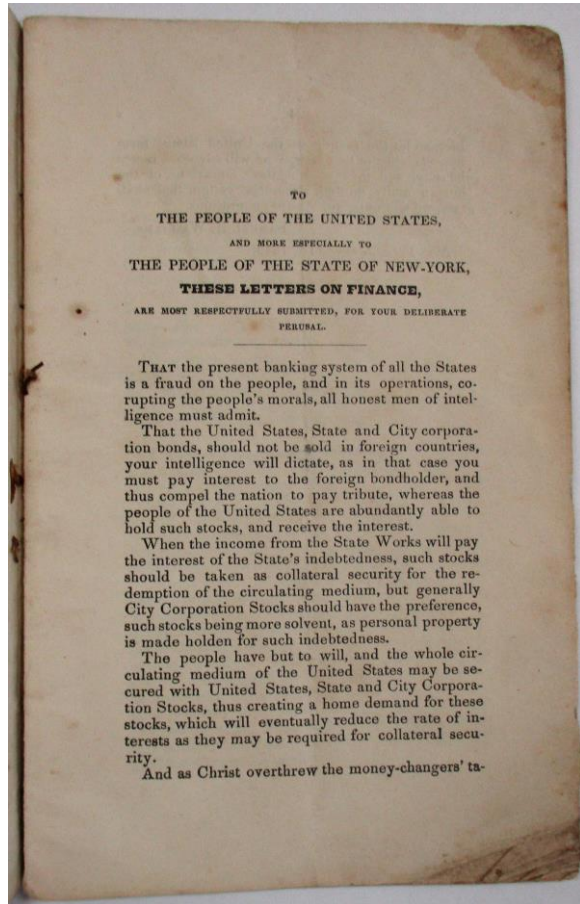 TO
THE PEOPLE OF THE UNITED STATES,
AND MORE ESPECIALLY TO
THE PEOPLE OF THE STATE OF NEW-YORK,
THESE LETTERS ON FINANCE,
ARE MOST RESPECTFULLY SUBMITTED, FOR YOUR DELIBERATE
PERUSAL.
THAT the present banking system of all the States
is a fraud on the people, and in its operations, co-
rupting the people's morals, all honest men of intel-
ligence must admit.
That the United States, State and City corpora-
tion bonds, should not be sold in foreign countries,
your intelligence will dictate, as in that case you
must pay interest to the foreign bondholder, and
thus compel the nation to pay tribute, whereas the
people of the United States are abundantly able to
hold such stocks, and receive the interest.
When the income from the State Works will pay
the interest of the State's indebtedness, such stocks
should be taken as collateral security for the re-
demption of the circulating medium, but generally
City Corporation Stocks should have the preference,
such stocks being more solvent, as personal property
is made holden for such indebtedness.
The people have but to will, and the whole cir-
culating medium of the United States may be se-
cured with United States, State and City Corpora-
tion Stocks, thus creating a home demand for these
stocks, which will eventually reduce the rate of in-
terests as they may be required for collateral secu-
rity.
And as Christ overthrew the money-changers' ta-